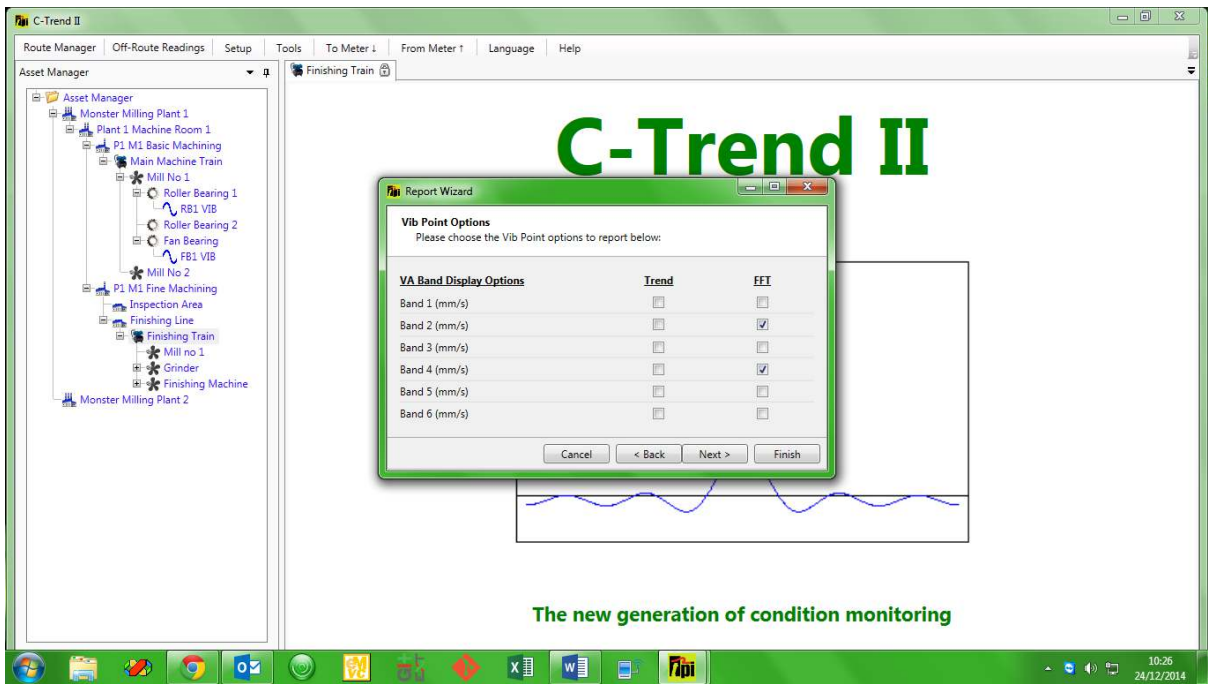 C-Trend II
Route Manager Off-Route Readings Setup Tools To Meter ↓ From Meter ↑ Language Help
Asset Manager
Finishing Train
Asset Manager
Monster Milling Plant 1
Plant 1 Machine Room 1
P1 M1 Basic Machining
Main Machine Train
Mill No 1
Roller Bearing 1
RB1 VIB
Roller Bearing 2
Fan Bearing
FB1 VIB
Mill No 2
P1 M1 Fine Machining
Inspection Area
Finishing Line
Finishing Train
Mill no 1
Grinder
Finishing Machine
Monster Milling Plant 2
C-Trend II
Report Wizard
Vib Point Options
Please choose the Vib Point options to report below:
VA Band Display Options Trend FFT
Band 1 (mm/s)
Band 2 (mm/s)
Band 3 (mm/s)
Band 4 (mm/s)
Band 5 (mm/s)
Band 6 (mm/s)
Cancel < Back Next > Finish
The new generation of condition monitoring
10:26
24/12/2014